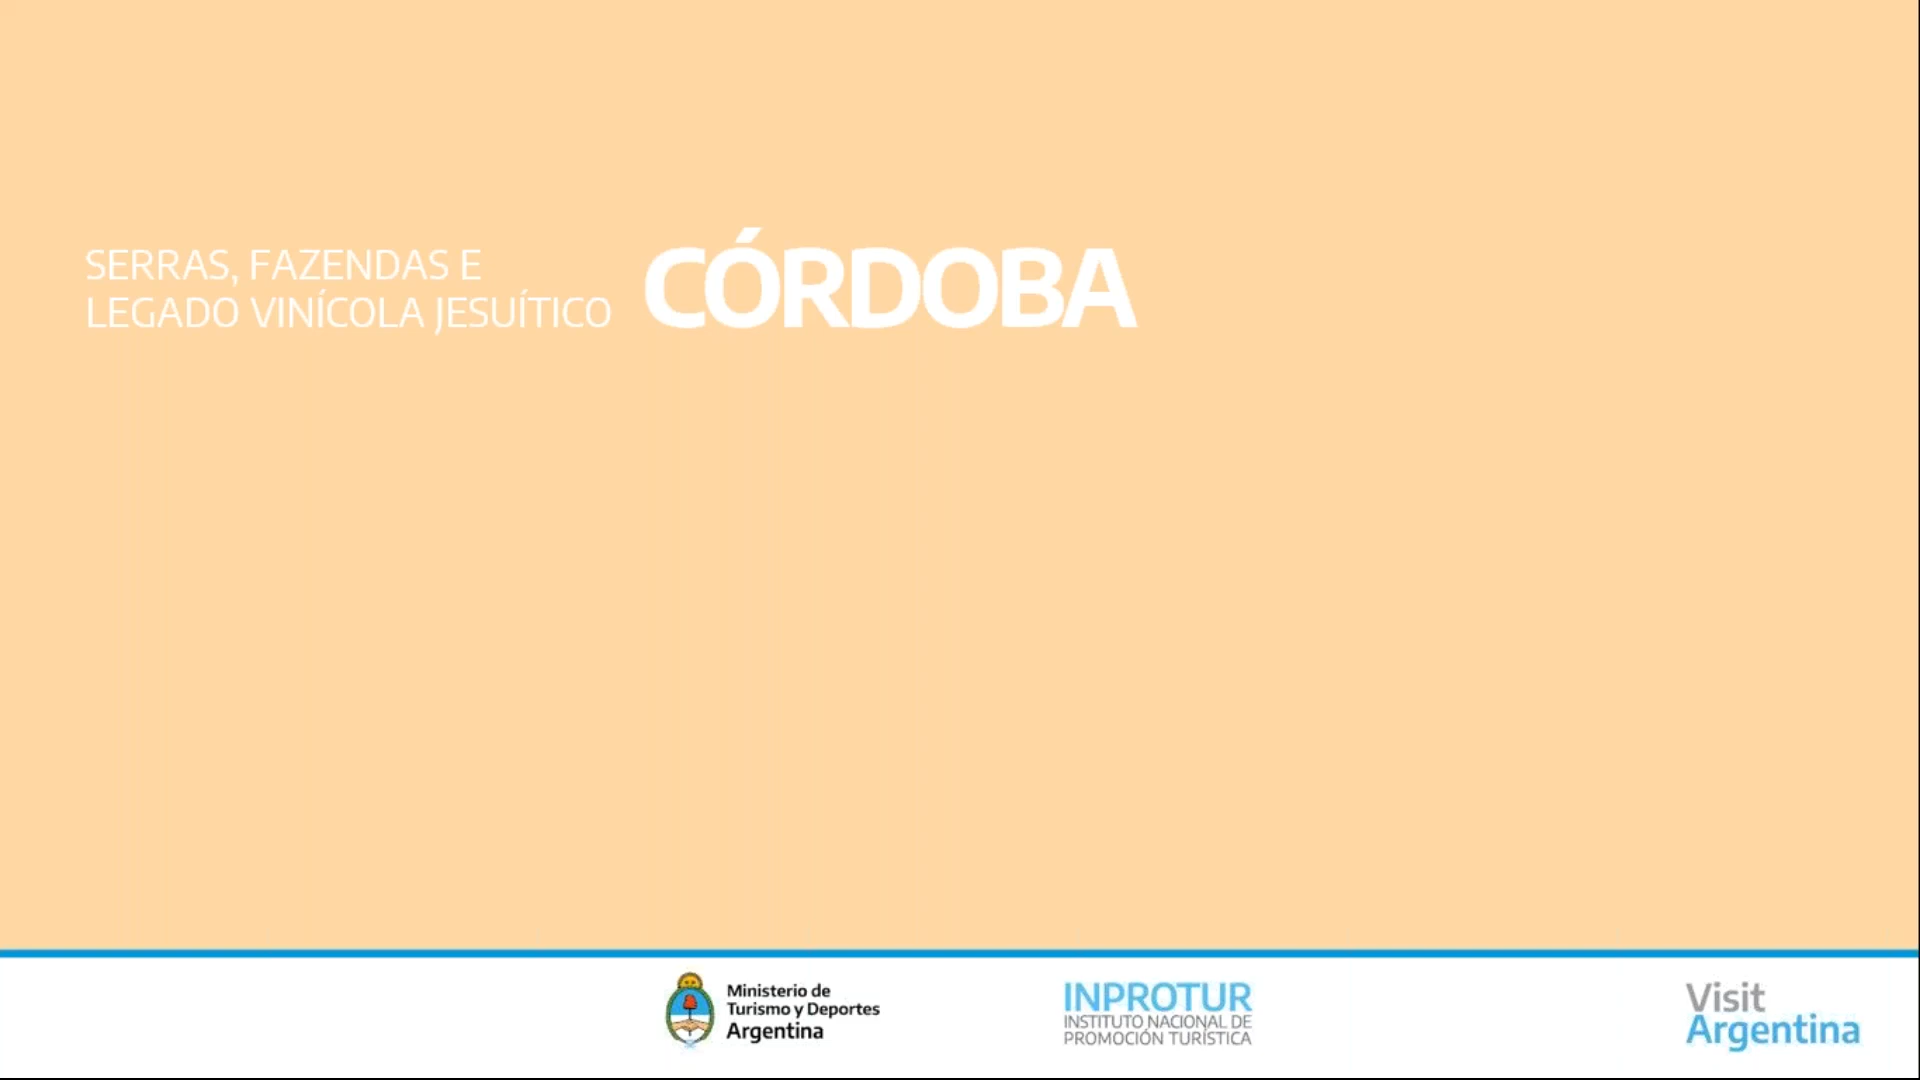 SERRAS, FAZENDAS E
LEGADO VINÍCOLA JESUÍTICO
CÓRDOBA
Ministerio de
Turismo y Deportes
Argentina
INPROTUR
INSTITUTO NACIONAL DE
PROMOCIÓN TURÍSTICA
Visit
Argentina